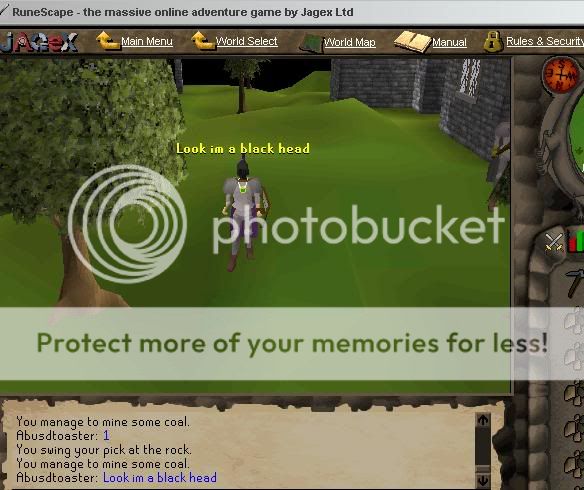 RuneScape - the massive online adventure game by Jagex Ltd
JAGeX Main Menu World Select World Map Manual Rules & Security
Look im a black head
photobucket
Protect more of your memories for less!
You manage to mine some coal.
Abusdtoaster: 1
You swing your pick at the rock.
You manage to mine some coal.
Abusdtoaster: Look im a black head